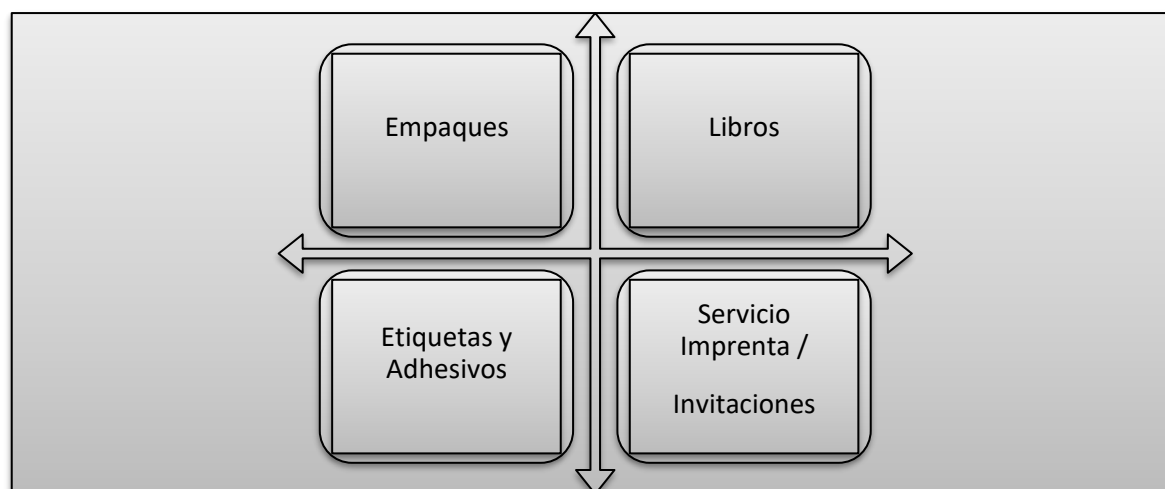 Empaques
Libros
Etiquetas y
Adhesivos
Servicio
Imprenta /
Invitaciones